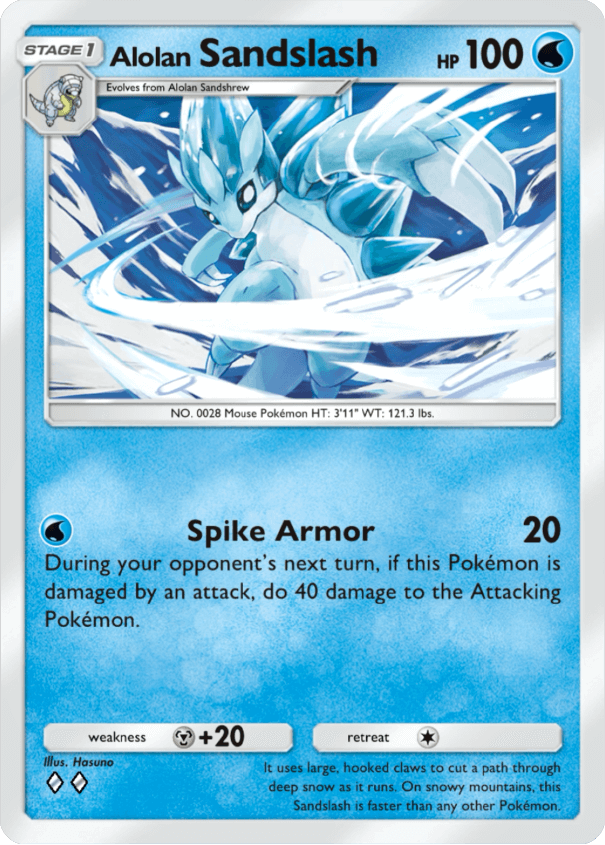 STAGE 1
Alolan Sandslash HP 100
Evolves from Alolan Sandshrew
NO. 0028 Mouse Pokémon HT: 3'11" WT: 121.3 lbs.
Spike Armor 20
During your opponent's next turn, if this Pokémon is
damaged by an attack, do 40 damage to the Attacking
Pokémon.
weakness +20
retreat
Illus. Hasuno
It uses large, hooked claws to cut a path through
deep snow as it runs. On snowy mountains, this
Sandslash is faster than any other Pokémon.